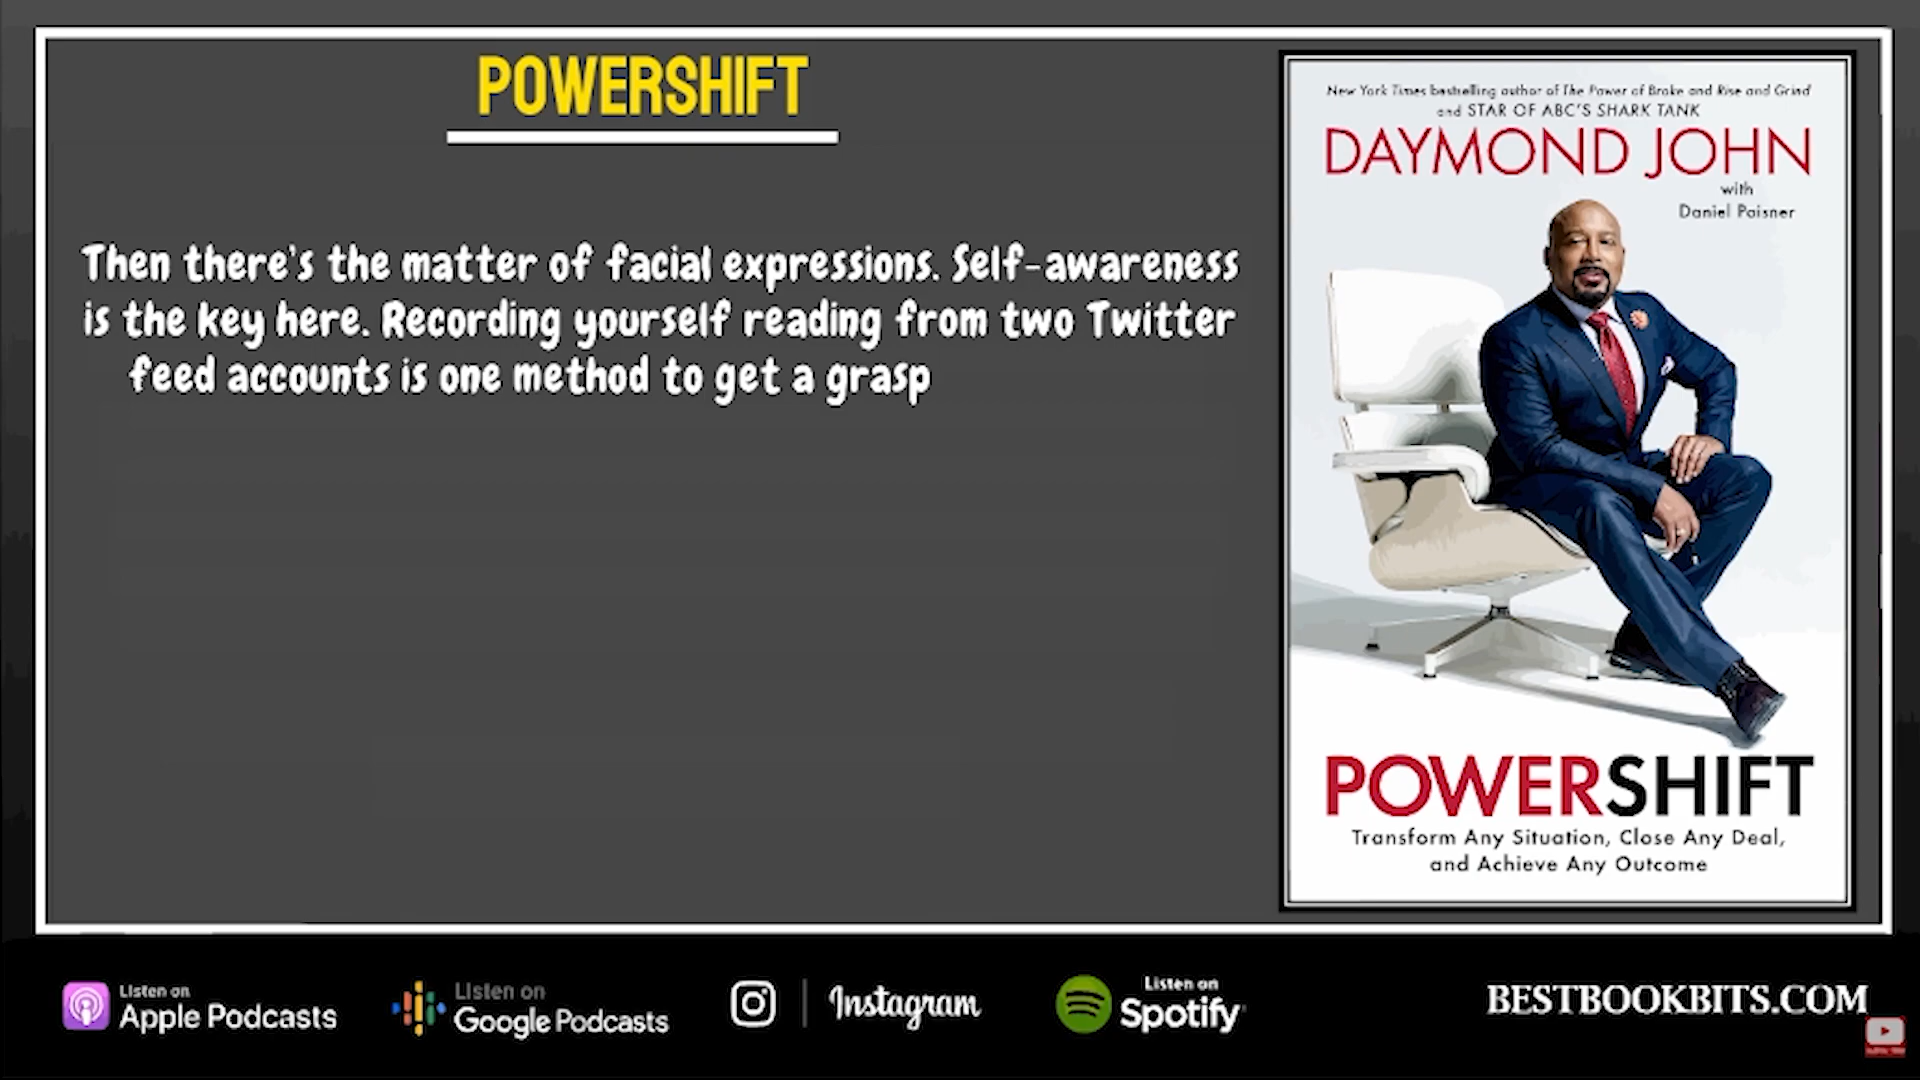 POWERSHIFT
Then there's the matter of facial expressions. Self-awareness
is the key here. Recording yourself reading from two Twitter
feed accounts is one method to get a grasp
New York Times bestselling author of The Power of Broke and Rise and Grind
and STAR OF ABC'S SHARK TANK
DAYMOND JOHN
with
Daniel Paisner
POWERSHIFT
Transform Any Situation, Close Any Deal,
and Achieve Any Outcome
Listen on
Apple Podcasts
Listen on
Google Podcasts
Instagram
Listen on
Spotify
BESTBOOKBITS.COM